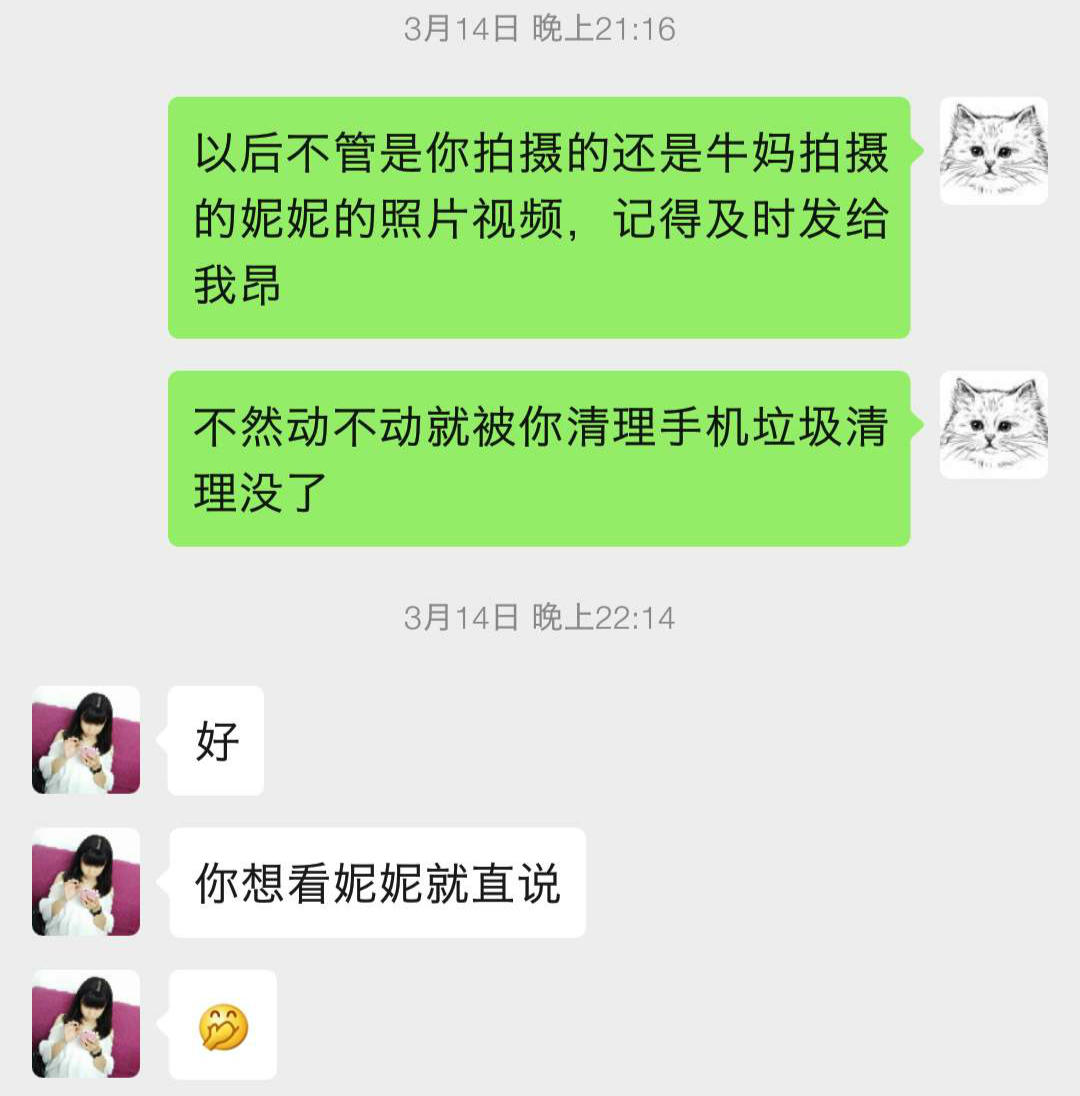 3月14日 晚上21:16
以后不管是你拍摄的还是牛妈拍摄
的妮妮的照片视频，记得及时发给
我昂
不然动不动就被你清理手机垃圾清
理没了
3月14日 晚上22:14
好
你想看妮妮就直说
🤭